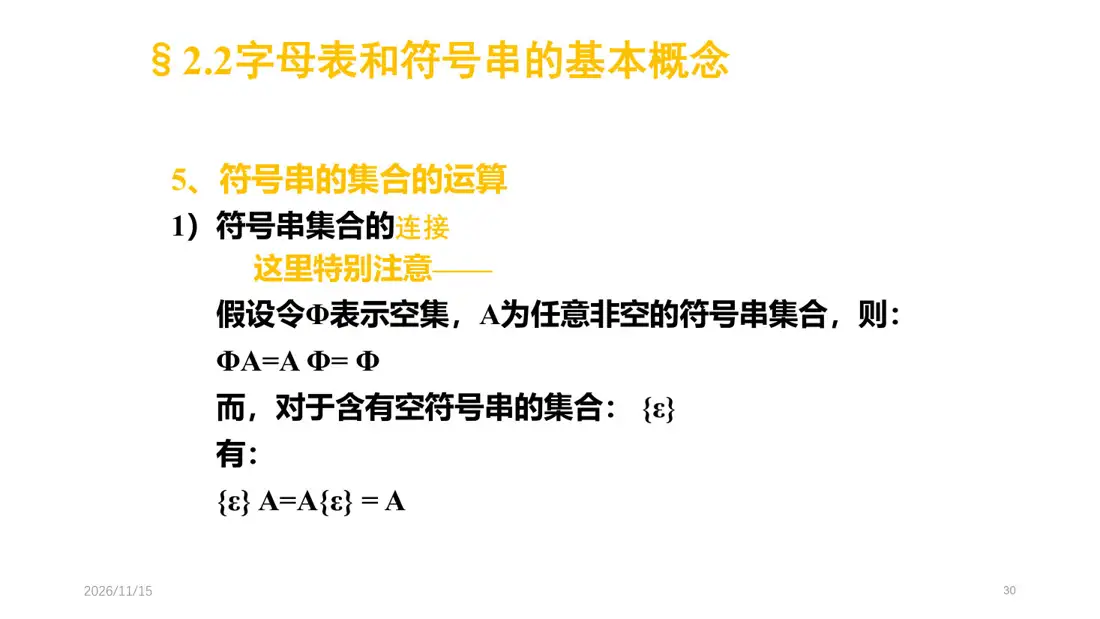 §2.2字母表和符号串的基本概念
5、符号串的集合的运算
1）符号串集合的连接
这里特别注意——
假设令Φ表示空集，A为任意非空的符号串集合，则：
ΦA=A Φ= Φ
而，对于含有空符号串的集合： {ε}
有：
{ε} A=A{ε} = A
2026/11/15
30